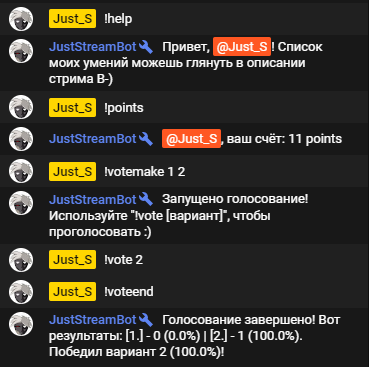 Just_S !help
JustStreamBot Привет, @Just_S! Список
моих умений можешь глянуть в описании
стрима B-)
Just_S !points
JustStreamBot @Just_S, ваш счёт: 11 points
Just_S !votemake 1 2
JustStreamBot Запущено голосование!
Используйте "!vote [вариант]", чтобы
проголосовать :)
Just_S !vote 2
Just_S !voteend
JustStreamBot Голосование завершено! Вот
результаты: [1.] - 0 (0.0%) | [2.] - 1 (100.0%).
Победил вариант 2 (100.0%)!